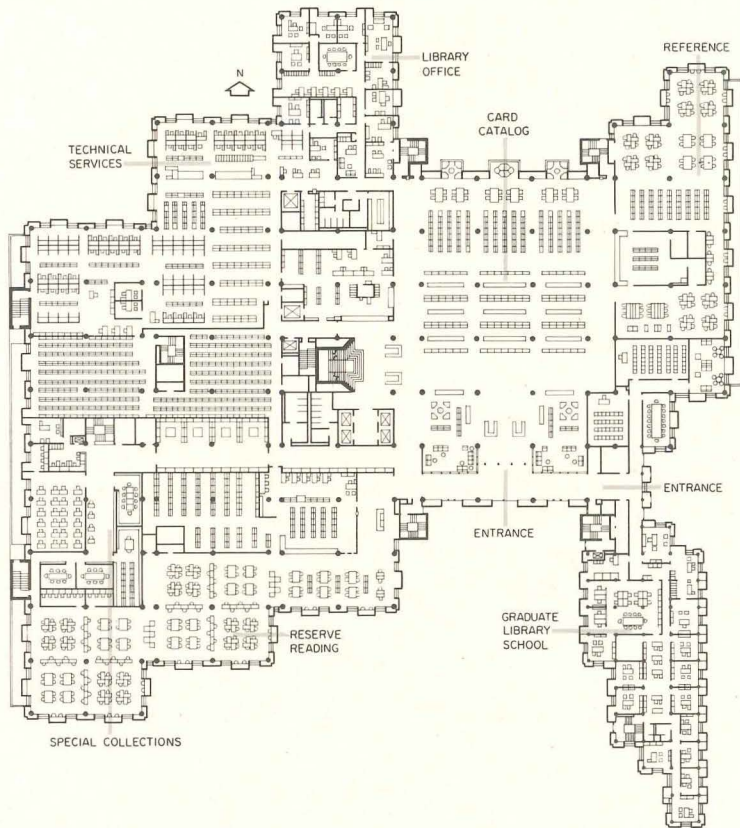 REFERENCE
LIBRARY
OFFICE
N
CARD
CATALOG
TECHNICAL
SERVICES
ENTRANCE
ENTRANCE
GRADUATE
LIBRARY
SCHOOL
RESERVE
READING
SPECIAL COLLECTIONS